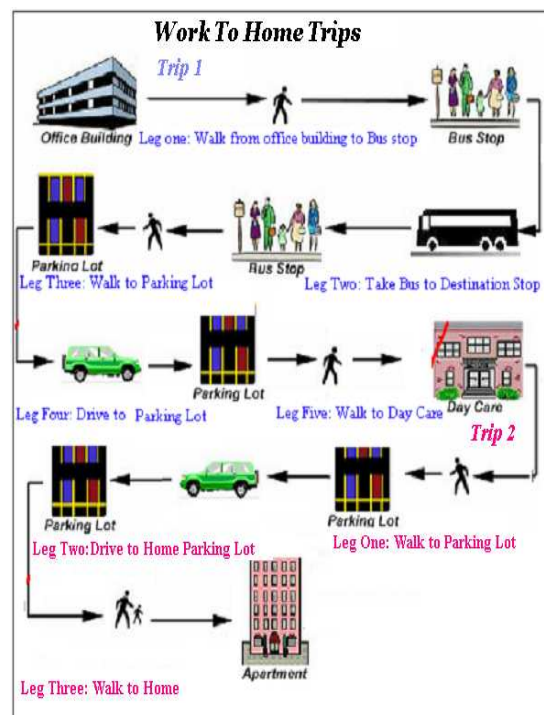 Work To Home Trips
Trip 1
Office Building
Leg one: Walk from office building to Bus stop
Bus Stop
Parking Lot
Bus Stop
Leg Three: Walk to Parking Lot
Leg Two: Take Bus to Destination Stop
Parking Lot
Day Care
Leg Four: Drive to Parking Lot
Leg Five: Walk to Day Care
Trip 2
Parking Lot
Parking Lot
Leg Two:Drive to Home Parking Lot
Leg One: Walk to Parking Lot
Apartment
Leg Three: Walk to Home